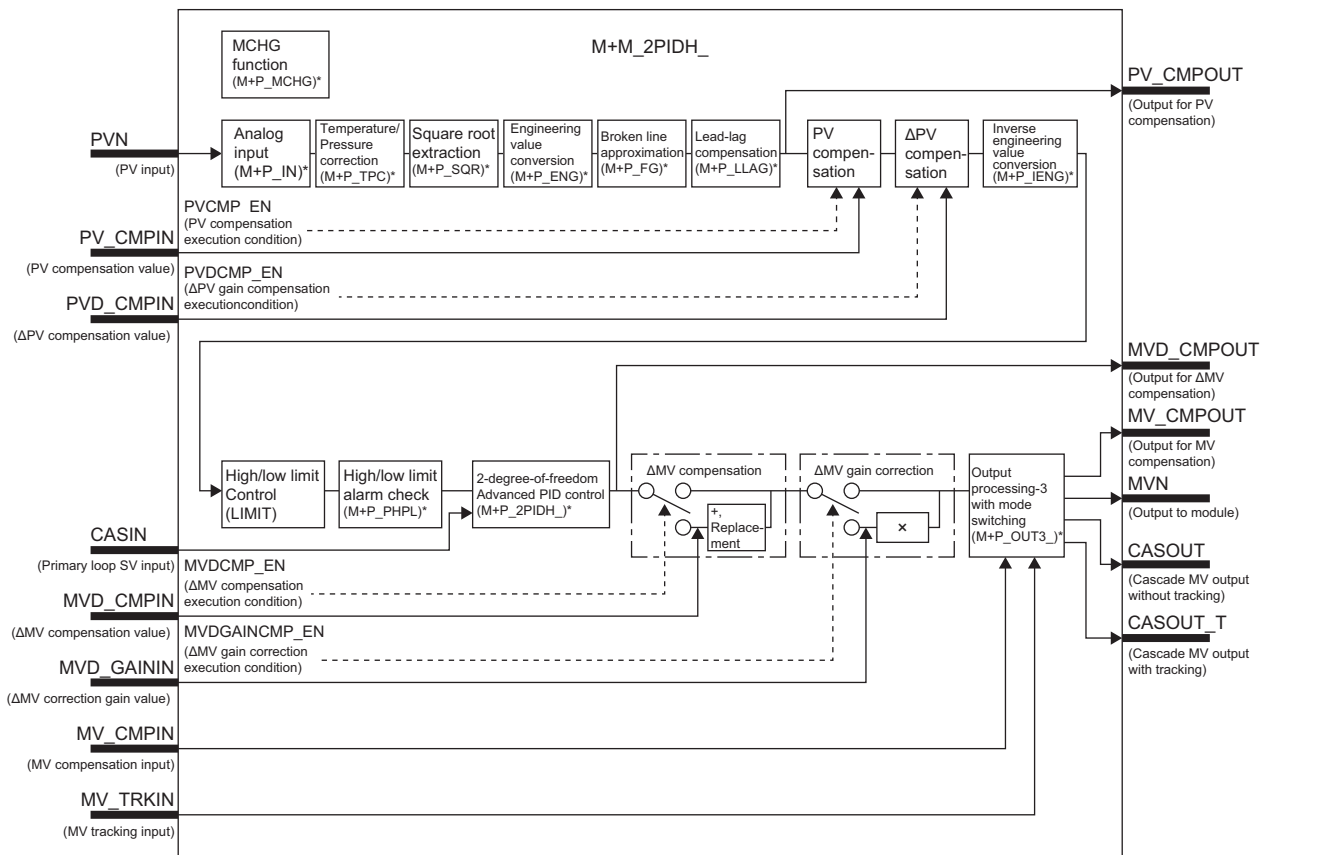 M+M_2PIDH_
MCHG
function
(M+P_MCHG)*
PV_CMPOUT
(Output for PV
compensation)
PVN
(PV input)
Analog
input
(M+P_IN)*
Temperature/
Pressure
correction
(M+P_TPC)*
Square root
extraction
(M+P_SQR)*
Engineering
value
conversion
(M+P_ENG)*
Broken line
approximation
(M+P_FG)*
Lead-lag
compensation
(M+P_LLAG)*
PV
compen-
sation
ΔPV
compen-
sation
Inverse
engineering
value
conversion
(M+P_IENG)*
PVCMP_EN
(PV compensation
execution condition)
PV_CMPIN
(PV compensation value)
PVDCMP_EN
(ΔPV gain compensation
executioncondition)
PVD_CMPIN
(ΔPV compensation value)
MVD_CMPOUT
(Output for ΔMV
compensation)
MV_CMPOUT
(Output for MV
compensation)
MVN
(Output to module)
CASOUT
(Cascade MV output
without tracking)
CASOUT_T
(Cascade MV output
with tracking)
High/low limit
Control
(LIMIT)
High/low limit
alarm check
(M+P_PHPL)*
2-degree-of-freedom
Advanced PID control
(M+P_2PIDH_)*
ΔMV compensation
+,
Replace-
ment
ΔMV gain correction
×
Output
processing-3
with mode
switching
(M+P_OUT3_)*
CASIN
(Primary loop SV input)
MVDCMP_EN
(ΔMV compensation
execution condition)
MVD_CMPIN
(ΔMV compensation value)
MVDGAINCMP_EN
(ΔMV gain correction
execution condition)
MVD_GAININ
(ΔMV correction gain value)
MV_CMPIN
(MV compensation input)
MV_TRKIN
(MV tracking input)